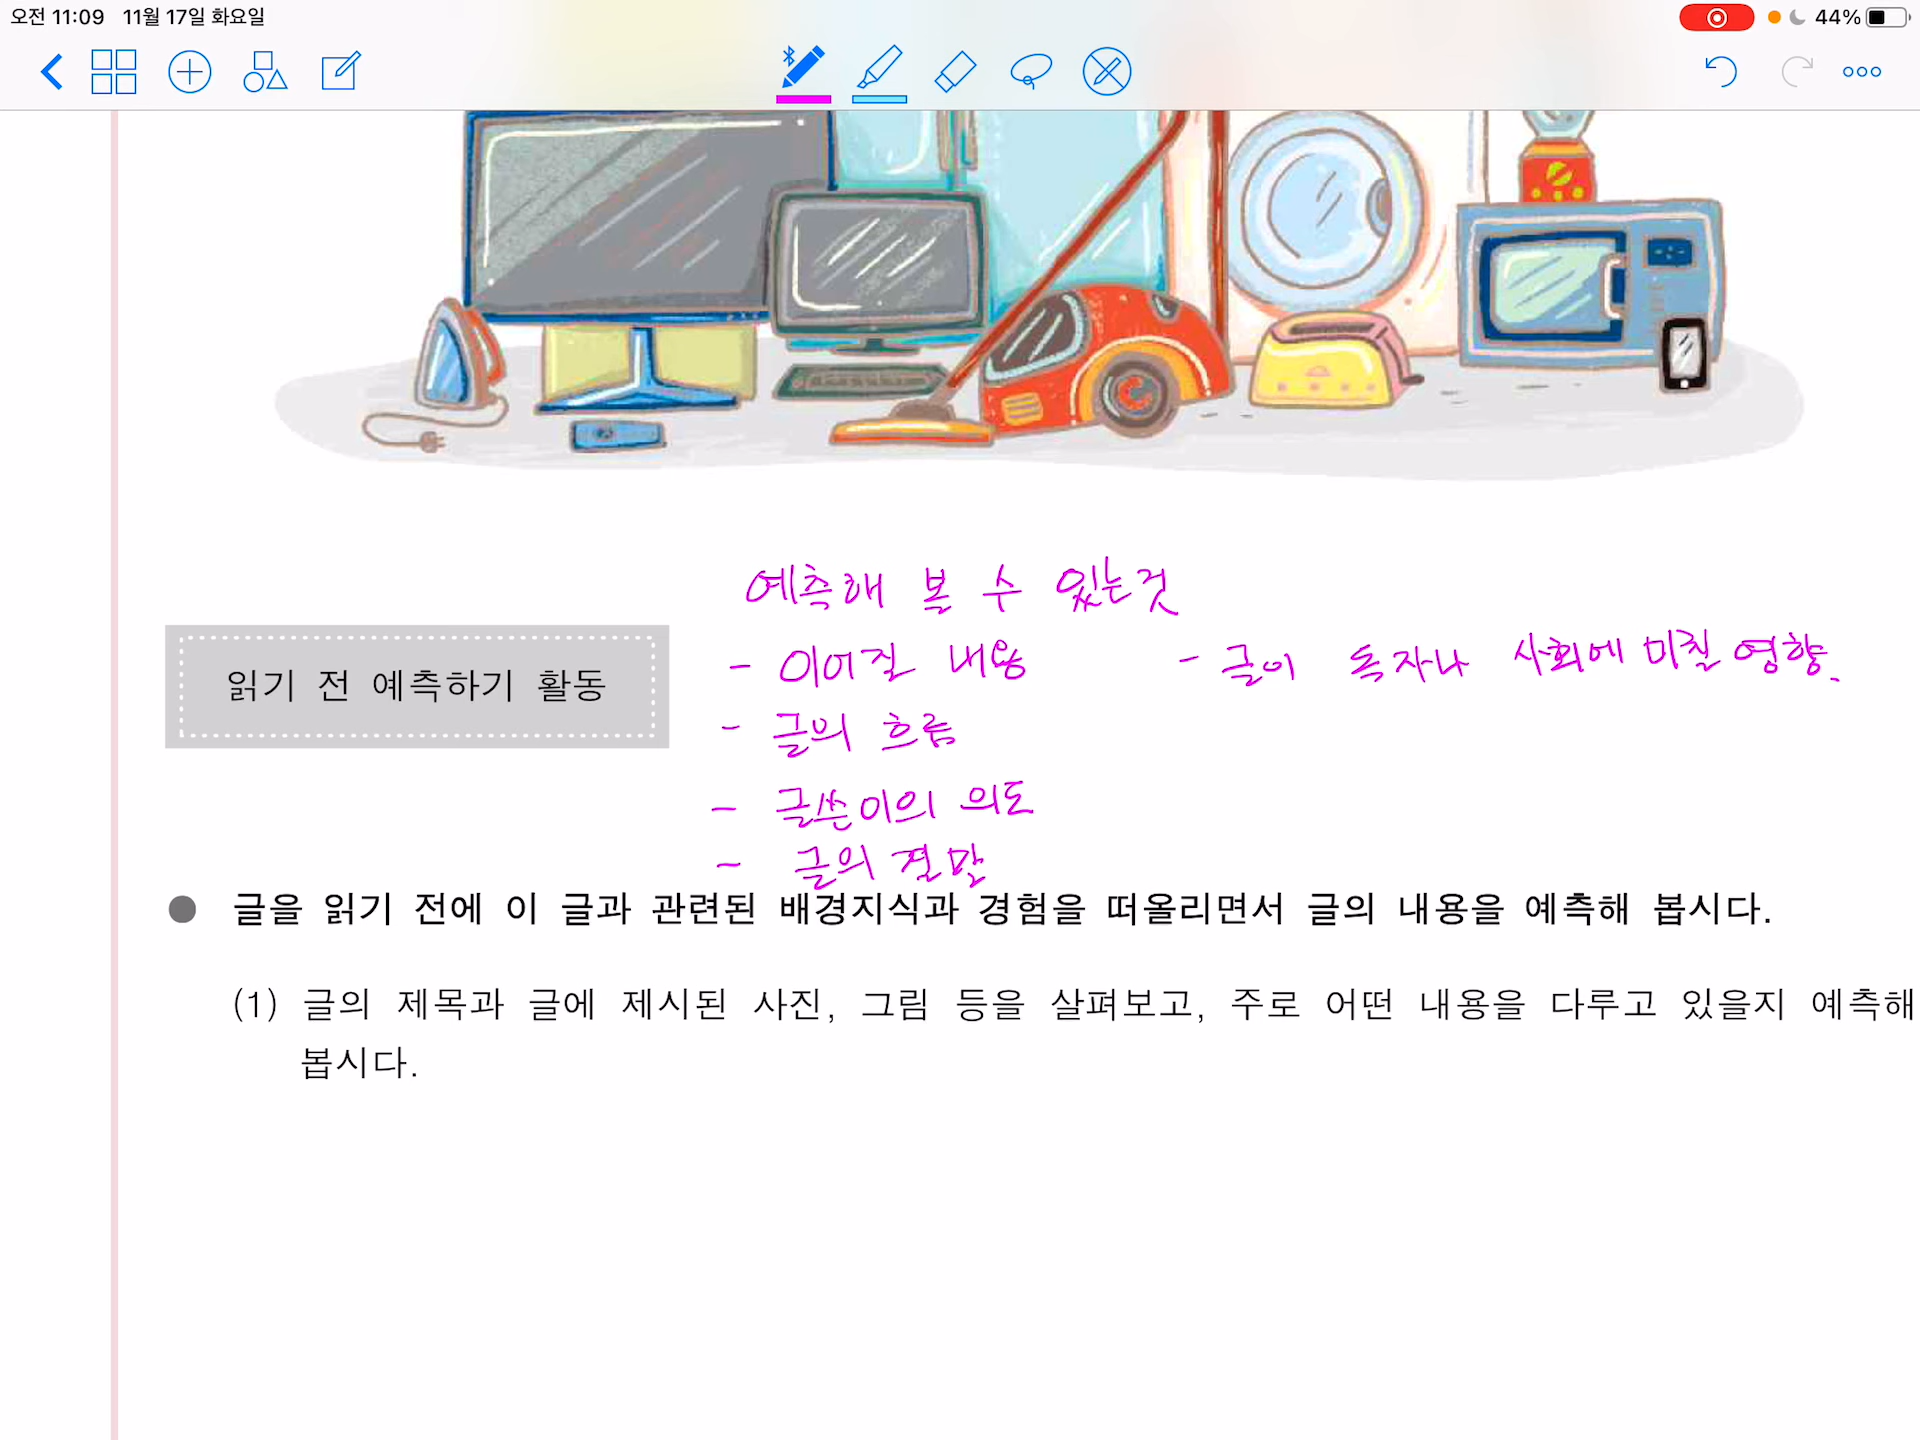 오전 11:09 11월 17일 화요일
44%
예측해 볼 수 있는것
- 이어질 내용
- 글이 독자나 사회에 미칠 영향.
읽기 전 예측하기 활동
- 글의 흐름
- 글쓴이의 의도
- 글의 결말
● 글을 읽기 전에 이 글과 관련된 배경지식과 경험을 떠올리면서 글의 내용을 예측해 봅시다.
(1) 글의 제목과 글에 제시된 사진, 그림 등을 살펴보고, 주로 어떤 내용을 다루고 있을지 예측해
봅시다.